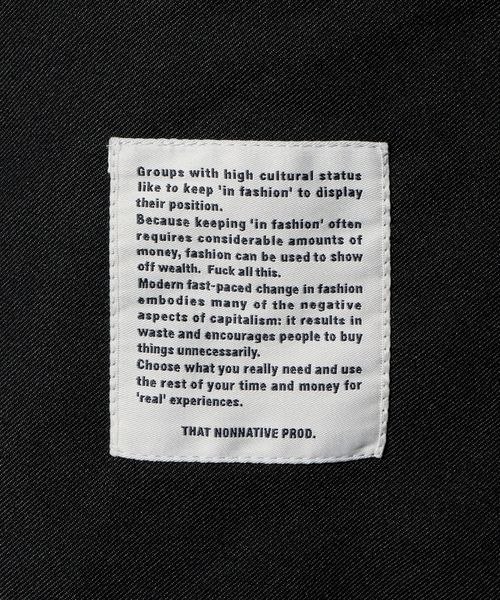 Groups with high cultural status
like to keep 'in fashion' to display
their position.
Because keeping 'in fashion' often
requires considerable amounts of
money, fashion can be used to show
off wealth. Fuck all this.
Modern fast-paced change in fashion
embodies many of the negative
aspects of capitalism: it results in
waste and encourages people to buy
things unnecessarily.
Choose what you really need and use
the rest of your time and money for
'real' experiences.
THAT NONNATIVE PROD.